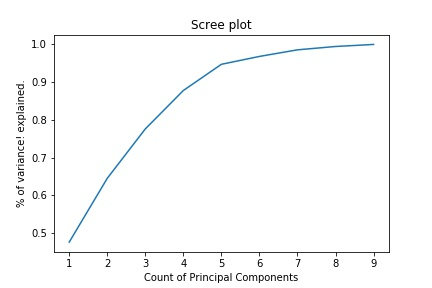 Scree plot
1.0
0.9
0.8
0.7
0.6
0.5
% of variance! explained.
1 2 3 4 5 6 7 8 9
Count of Principal Components